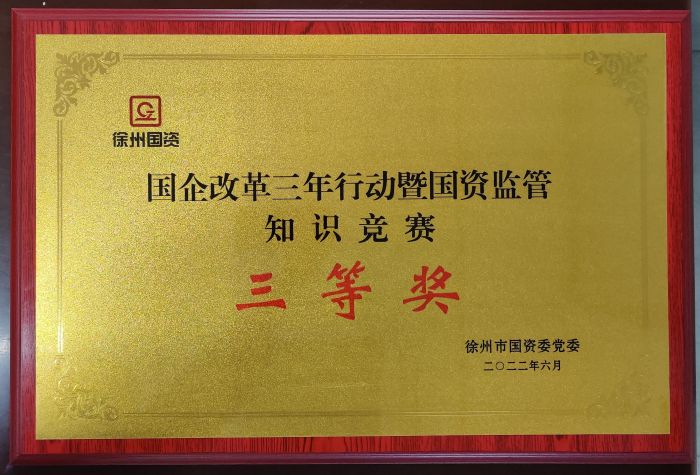 徐州国资
国企改革三年行动暨国资监管
知识竞赛
三等奖
徐州市国资委党委
二〇二二年六月